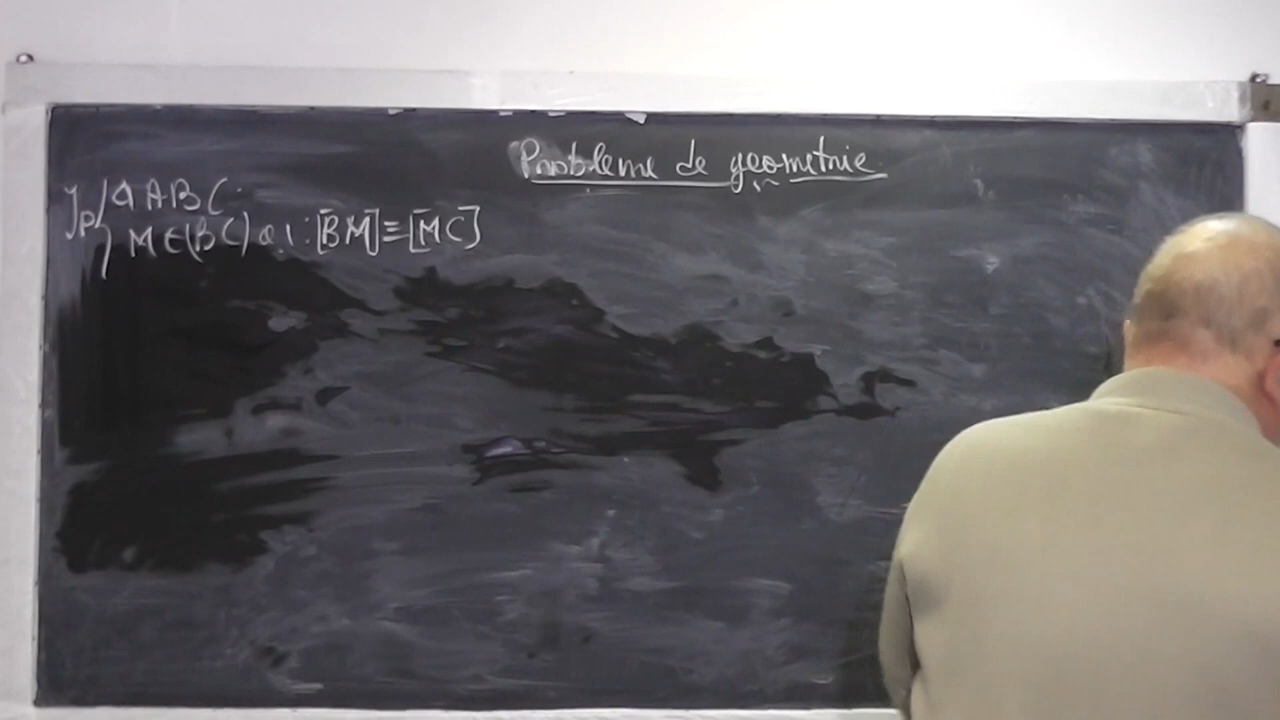 Probleme de geometrie
Ip { △ ABC
M ∈ (BC) a.î. [BM] ≡ [MC]